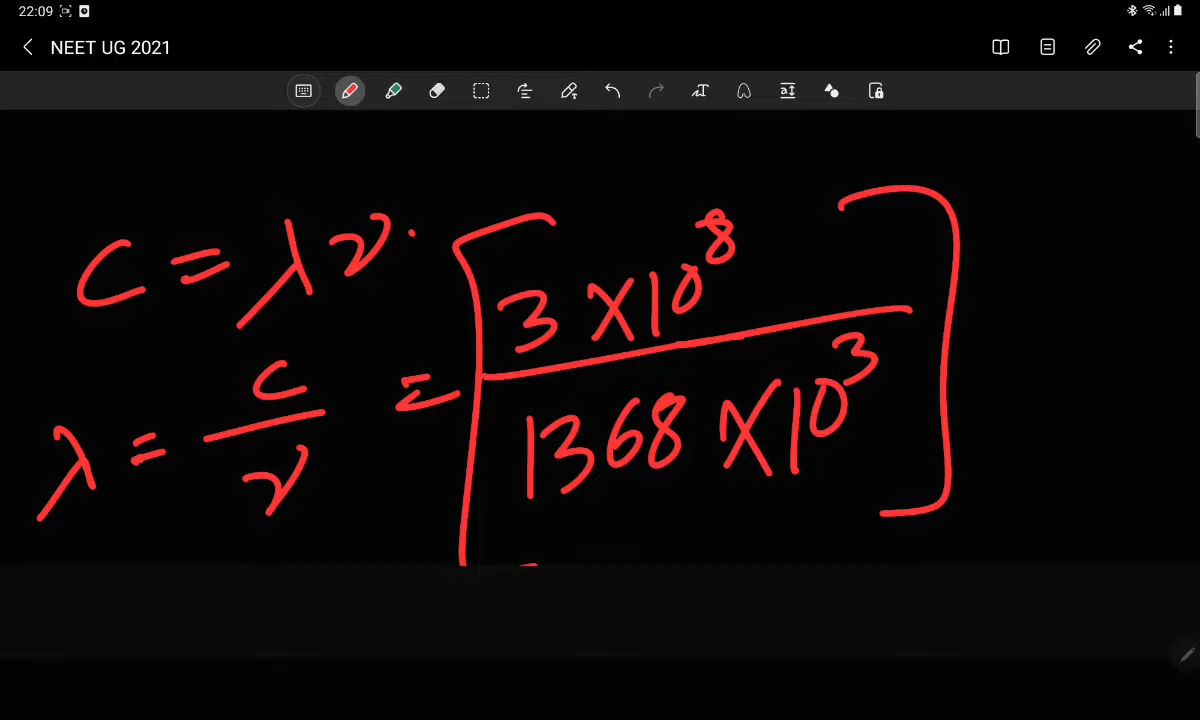 22:09
NEET UG 2021
C = λν.
λ = c/ν = [3 × 10⁸ / 1368 × 10³]